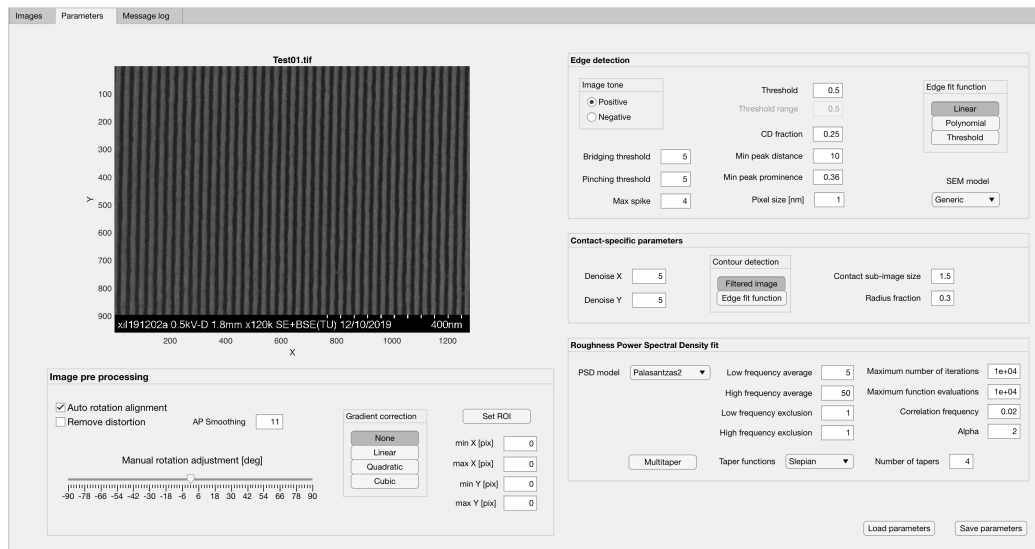 Images Parameters Message log
Test01.tif
100
200
300
400
500
600
700
800
900
Y
xil191202a 0.5kV-D 1.8mm x120k SE+BSE(TU) 12/10/2019 400nm
200 400 600 800 1000 1200
X
Image pre processing
Auto rotation alignment
Remove distortion
AP Smoothing 11
Manual rotation adjustment [deg]
-90 -78 -66 -54 -42 -30 -18 -6 6 18 30 42 54 66 78 90
Gradient correction
None
Linear
Quadratic
Cubic
Set ROI
min X [pix] 0
max X [pix] 0
min Y [pix] 0
max Y [pix] 0
Edge detection
Image tone
Positive
Negative
Bridging threshold 5
Pinching threshold 5
Max spike 4
Threshold 0.5
Threshold range 0.5
CD fraction 0.25
Min peak distance 10
Min peak prominence 0.36
Pixel size [nm] 1
Edge fit function
Linear
Polynomial
Threshold
SEM model
Generic
Contact-specific parameters
Denoise X 5
Denoise Y 5
Contour detection
Filtered image
Edge fit function
Contact sub-image size 1.5
Radius fraction 0.3
Roughness Power Spectral Density fit
PSD model Palasantzas2
Low frequency average 5
High frequency average 50
Low frequency exclusion 1
High frequency exclusion 1
Maximum number of iterations 1e+04
Maximum function evaluations 1e+04
Correlation frequency 0.02
Alpha 2
Multitaper Taper functions Slepian Number of tapers 4
Load parameters Save parameters